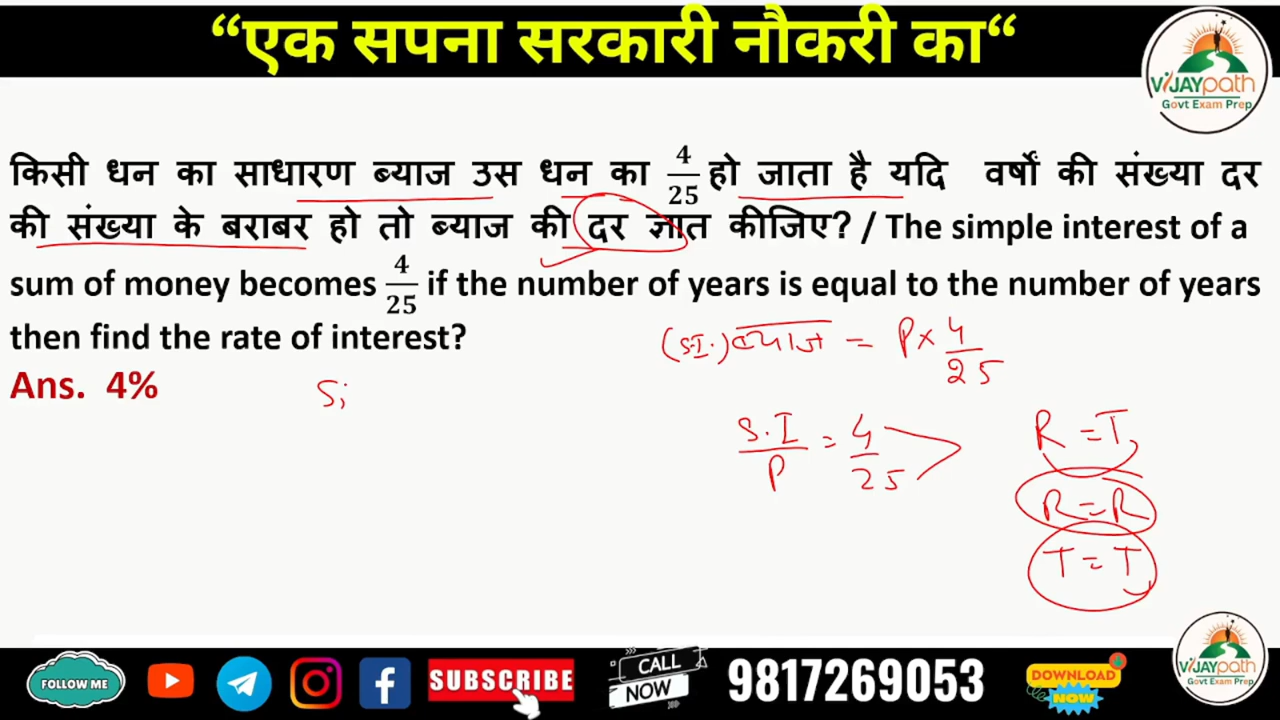 “एक सपना सरकारी नौकरी का“
VIJAYpath
Govt Exam Prep
किसी धन का साधारण ब्याज उस धन का 4/25 हो जाता है यदि वर्षों की संख्या दर
की संख्या के बराबर हो तो ब्याज की दर ज्ञात कीजिए? / The simple interest of a
sum of money becomes 4/25 if the number of years is equal to the number of years
then find the rate of interest?
(S.I.) ब्याज = P × 4/25
Ans. 4%
Si
S.I/P = 4/25
R = T
R = R
T = T
FOLLOW ME
SUBSCRIBE
CALL
NOW
9817269053
DOWNLOAD
NOW
VIJAYpath
Govt Exam Prep